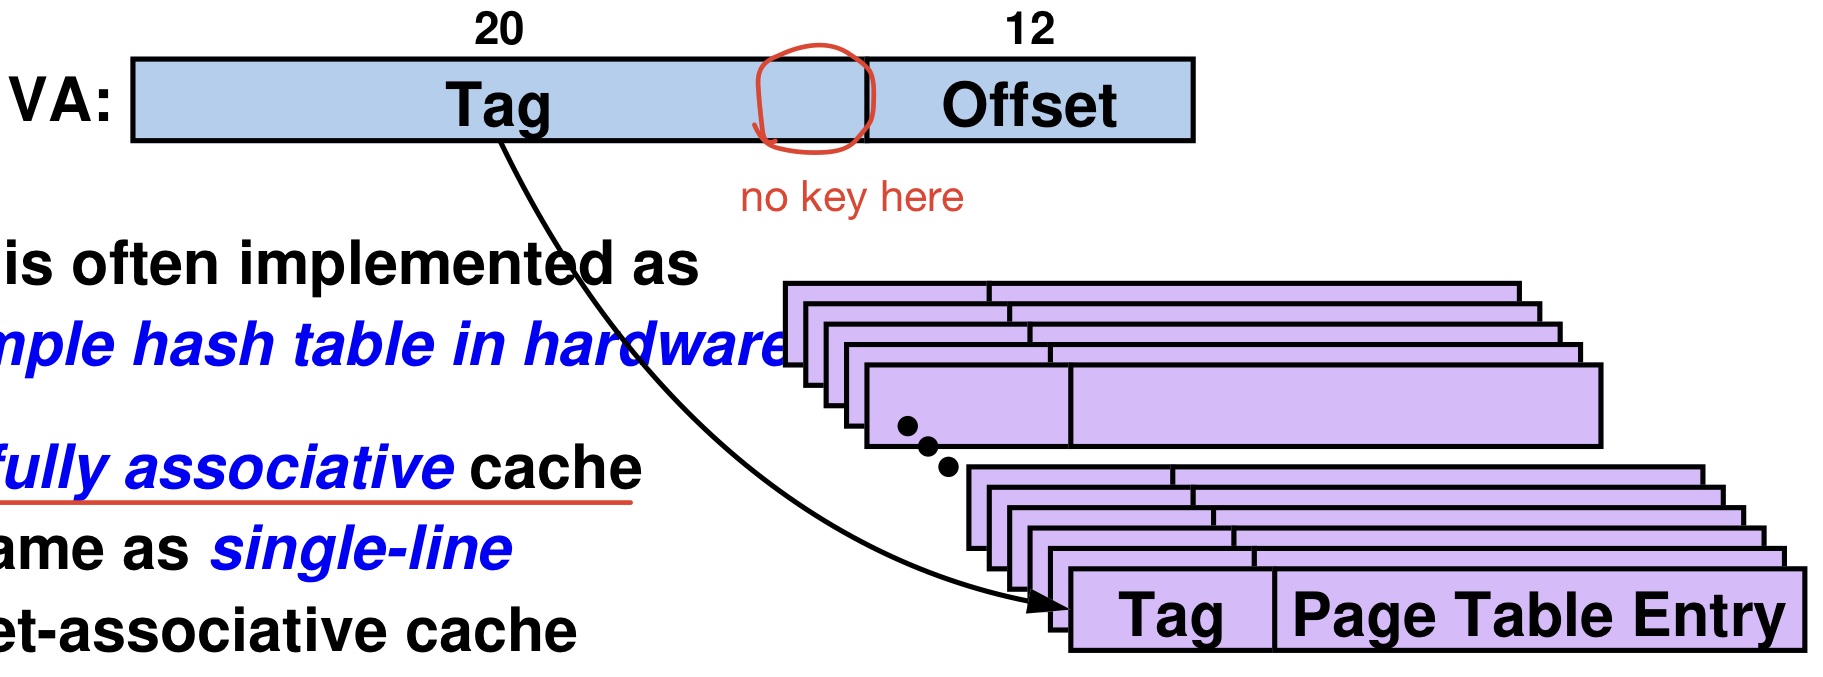 20 12
VA: Tag Offset
no key here
is often implemented as
mple hash table in hardware
fully associative cache
ame as single-line
et-associative cache
Tag Page Table Entry